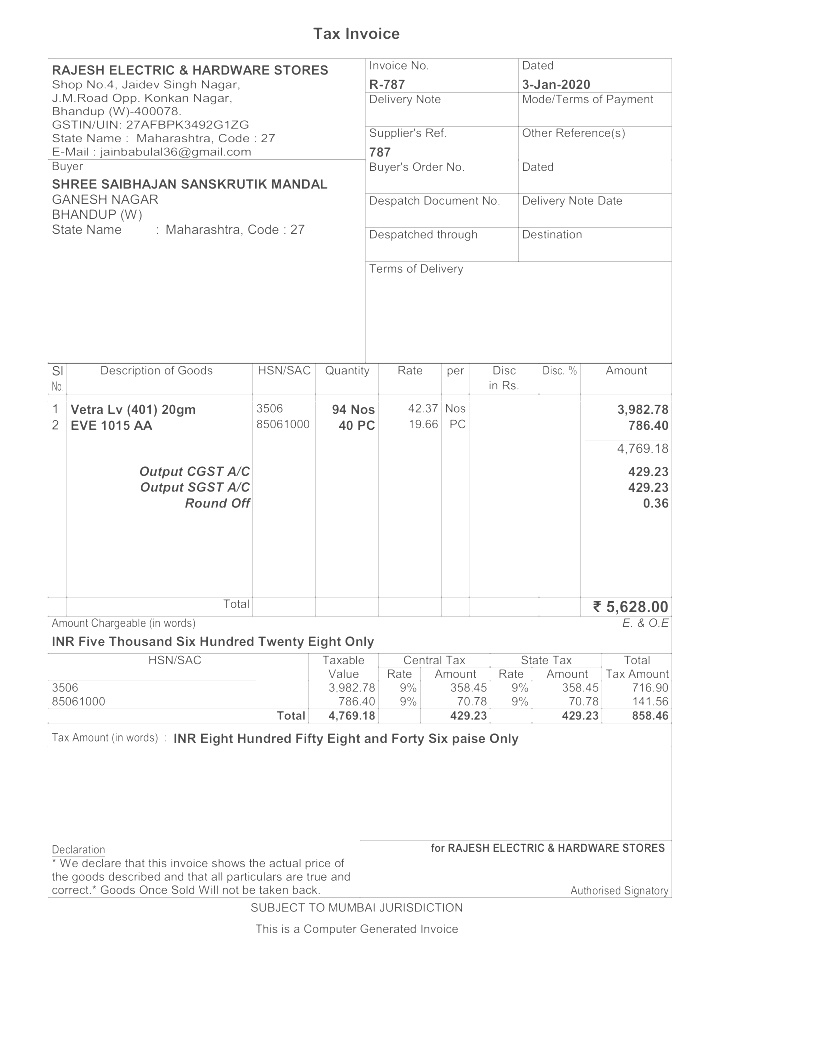 Tax Invoice
RAJESH ELECTRIC & HARDWARE STORES
Shop No.4, Jaidev Singh Nagar,
J.M.Road Opp. Konkan Nagar,
Bhandup (W)-400078.
GSTIN/UIN: 27AFBPK3492G1ZG
State Name : Maharashtra, Code : 27
E-Mail : jainbabulal36@gmail.com
Invoice No. Dated
R-787 3-Jan-2020
Delivery Note Mode/Terms of Payment
Supplier's Ref. Other Reference(s)
787
Buyer
SHREE SAIBHAJAN SANSKRUTIK MANDAL
GANESH NAGAR
BHANDUP (W)
State Name : Maharashtra, Code : 27
Buyer's Order No. Dated
Despatch Document No. Delivery Note Date
Despatched through Destination
Terms of Delivery
Sl Description of Goods HSN/SAC Quantity Rate per Disc Disc. % Amount
No. in Rs.
1 Vetra Lv (401) 20gm 3506 94 Nos 42.37 Nos 3,982.78
2 EVE 1015 AA 85061000 40 PC 19.66 PC 786.40
4,769.18
Output CGST A/C 429.23
Output SGST A/C 429.23
Round Off 0.36
Total ₹ 5,628.00
Amount Chargeable (in words) E. & O.E
INR Five Thousand Six Hundred Twenty Eight Only
HSN/SAC Taxable Central Tax State Tax Total
Value Rate Amount Rate Amount Tax Amount
3506 3,982.78 9% 358.45 9% 358.45 716.90
85061000 786.40 9% 70.78 9% 70.78 141.56
Total 4,769.18 429.23 429.23 858.46
Tax Amount (in words) : INR Eight Hundred Fifty Eight and Forty Six paise Only
Declaration
* We declare that this invoice shows the actual price of
the goods described and that all particulars are true and
correct.* Goods Once Sold Will not be taken back.
for RAJESH ELECTRIC & HARDWARE STORES
Authorised Signatory
SUBJECT TO MUMBAI JURISDICTION
This is a Computer Generated Invoice